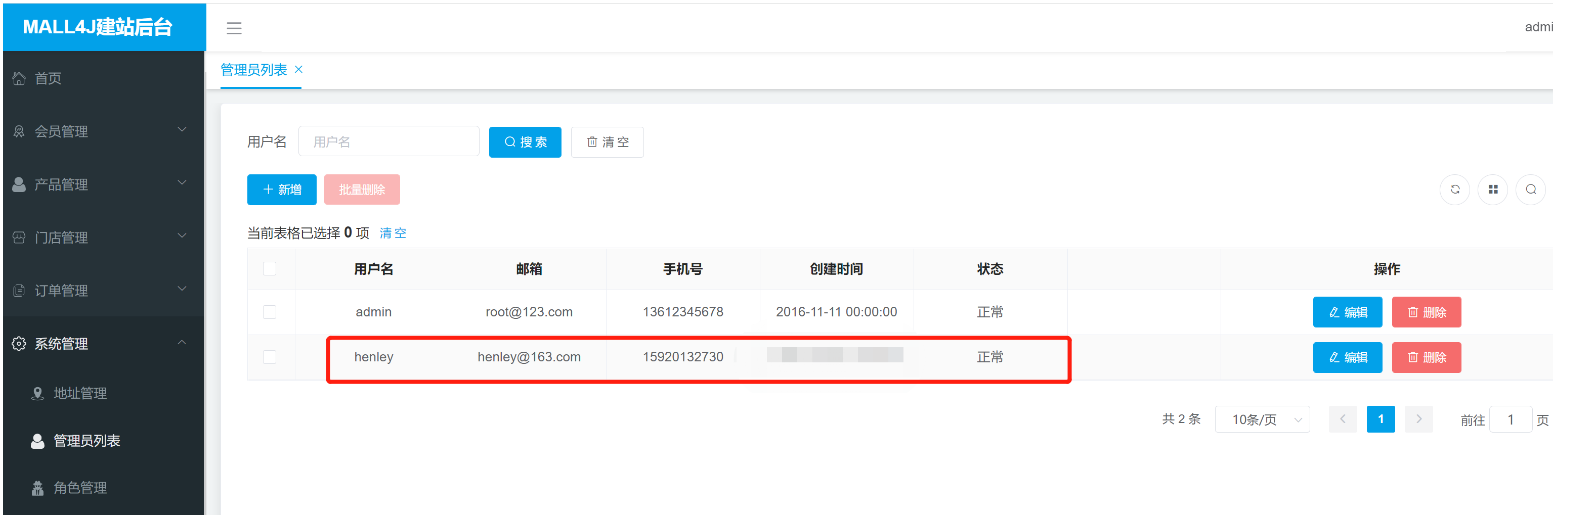 MALL4J建站后台
admi
首页
会员管理
产品管理
门店管理
订单管理
系统管理
地址管理
管理员列表
角色管理
管理员列表 ×
用户名 用户名 搜索 清空
+ 新增 批量删除
当前表格已选择 0 项 清空
用户名 邮箱 手机号 创建时间 状态 操作
admin root@123.com 13612345678 2016-11-11 00:00:00 正常 编辑 删除
henley henley@163.com 15920132730 正常 编辑 删除
共 2 条 10条/页 < 1 > 前往 1 页